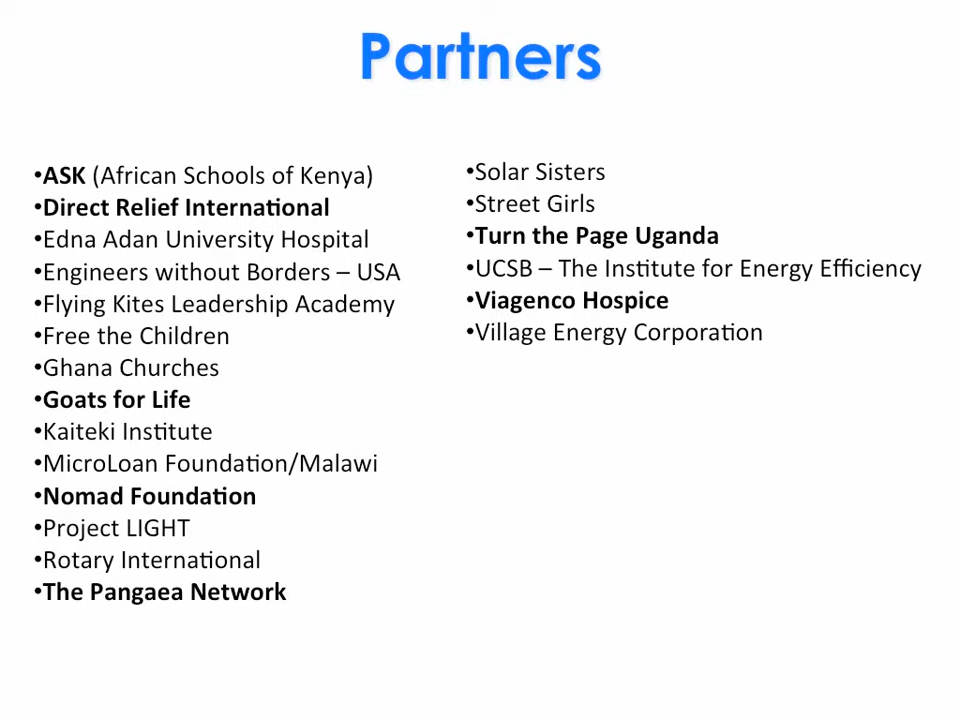 Partners
•ASK (African Schools of Kenya)
•Direct Relief International
•Edna Adan University Hospital
•Engineers without Borders – USA
•Flying Kites Leadership Academy
•Free the Children
•Ghana Churches
•Goats for Life
•Kaiteki Institute
•MicroLoan Foundation/Malawi
•Nomad Foundation
•Project LIGHT
•Rotary International
•The Pangaea Network
•Solar Sisters
•Street Girls
•Turn the Page Uganda
•UCSB – The Institute for Energy Efficiency
•Viagenco Hospice
•Village Energy Corporation